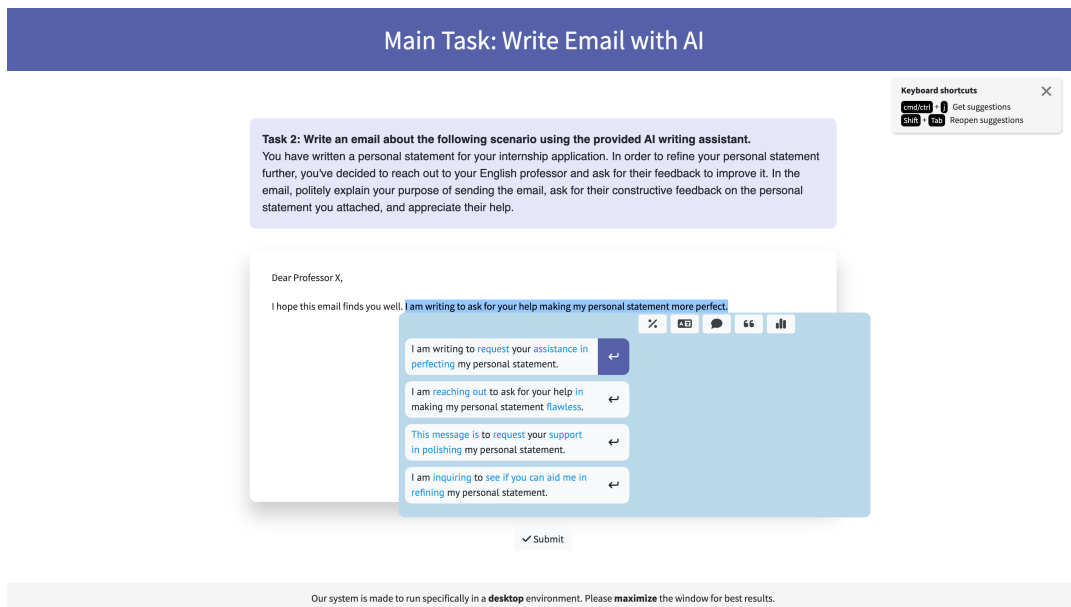 Main Task: Write Email with AI
Keyboard shortcuts
cmd/ctrl + j Get suggestions
Shift + Tab Reopen suggestions
Task 2: Write an email about the following scenario using the provided AI writing assistant.
You have written a personal statement for your internship application. In order to refine your personal statement
further, you've decided to reach out to your English professor and ask for their feedback to improve it. In the
email, politely explain your purpose of sending the email, ask for their constructive feedback on the personal
statement you attached, and appreciate their help.
Dear Professor X,
I hope this email finds you well. I am writing to ask for your help making my personal statement more perfect.
I am writing to request your assistance in
perfecting my personal statement.
I am reaching out to ask for your help in
making my personal statement flawless.
This message is to request your support
in polishing my personal statement.
I am inquiring to see if you can aid me in
refining my personal statement.
Submit
Our system is made to run specifically in a desktop environment. Please maximize the window for best results.